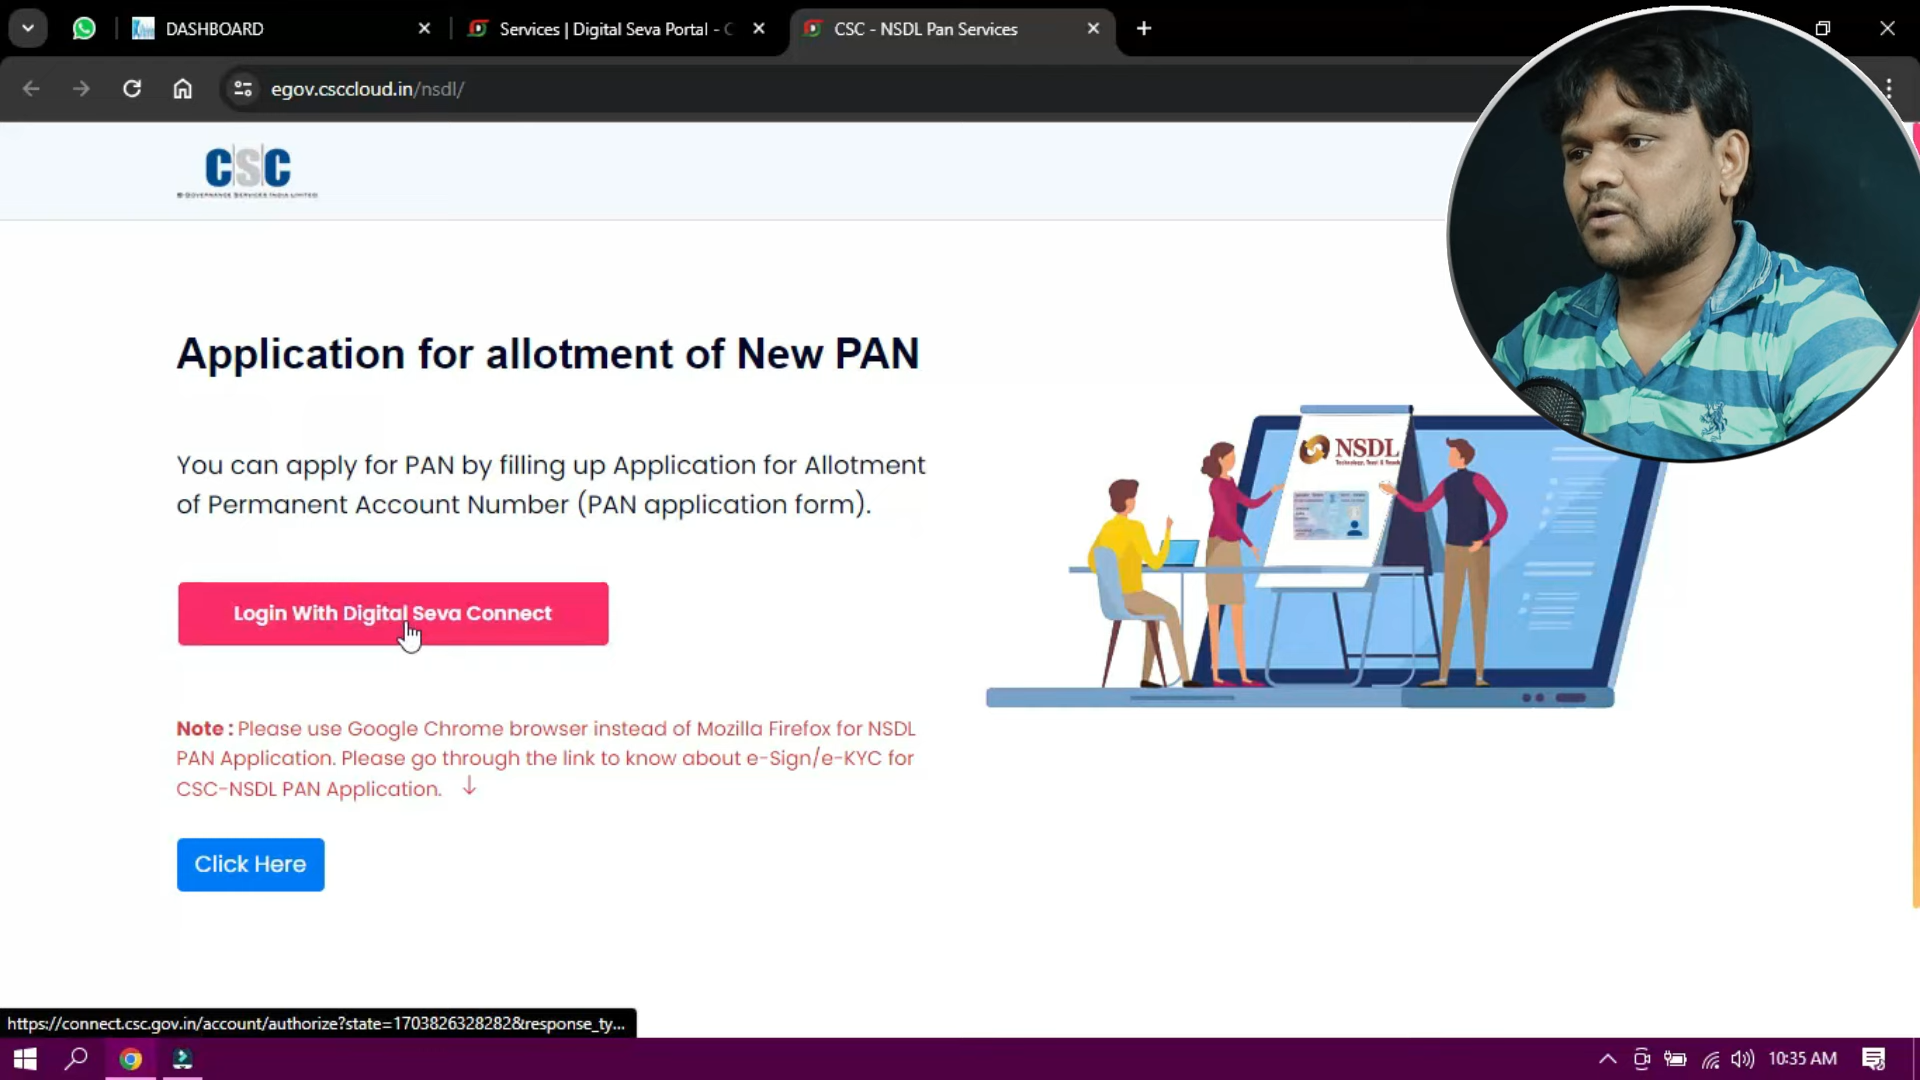 DASHBOARD
Services | Digital Seva Portal - C
CSC - NSDL Pan Services
egov.csccloud.in/nsdl/
CSC
E-GOVERNANCE SERVICES INDIA LIMITED
Application for allotment of New PAN
You can apply for PAN by filling up Application for Allotment
of Permanent Account Number (PAN application form).
NSDL
Login With Digital Seva Connect
Note : Please use Google Chrome browser instead of Mozilla Firefox for NSDL
PAN Application. Please go through the link to know about e-Sign/e-KYC for
CSC-NSDL PAN Application. ↓
Click Here
https://connect.csc.gov.in/account/authorize?state=1703826328282&response_ty...
10:35 AM